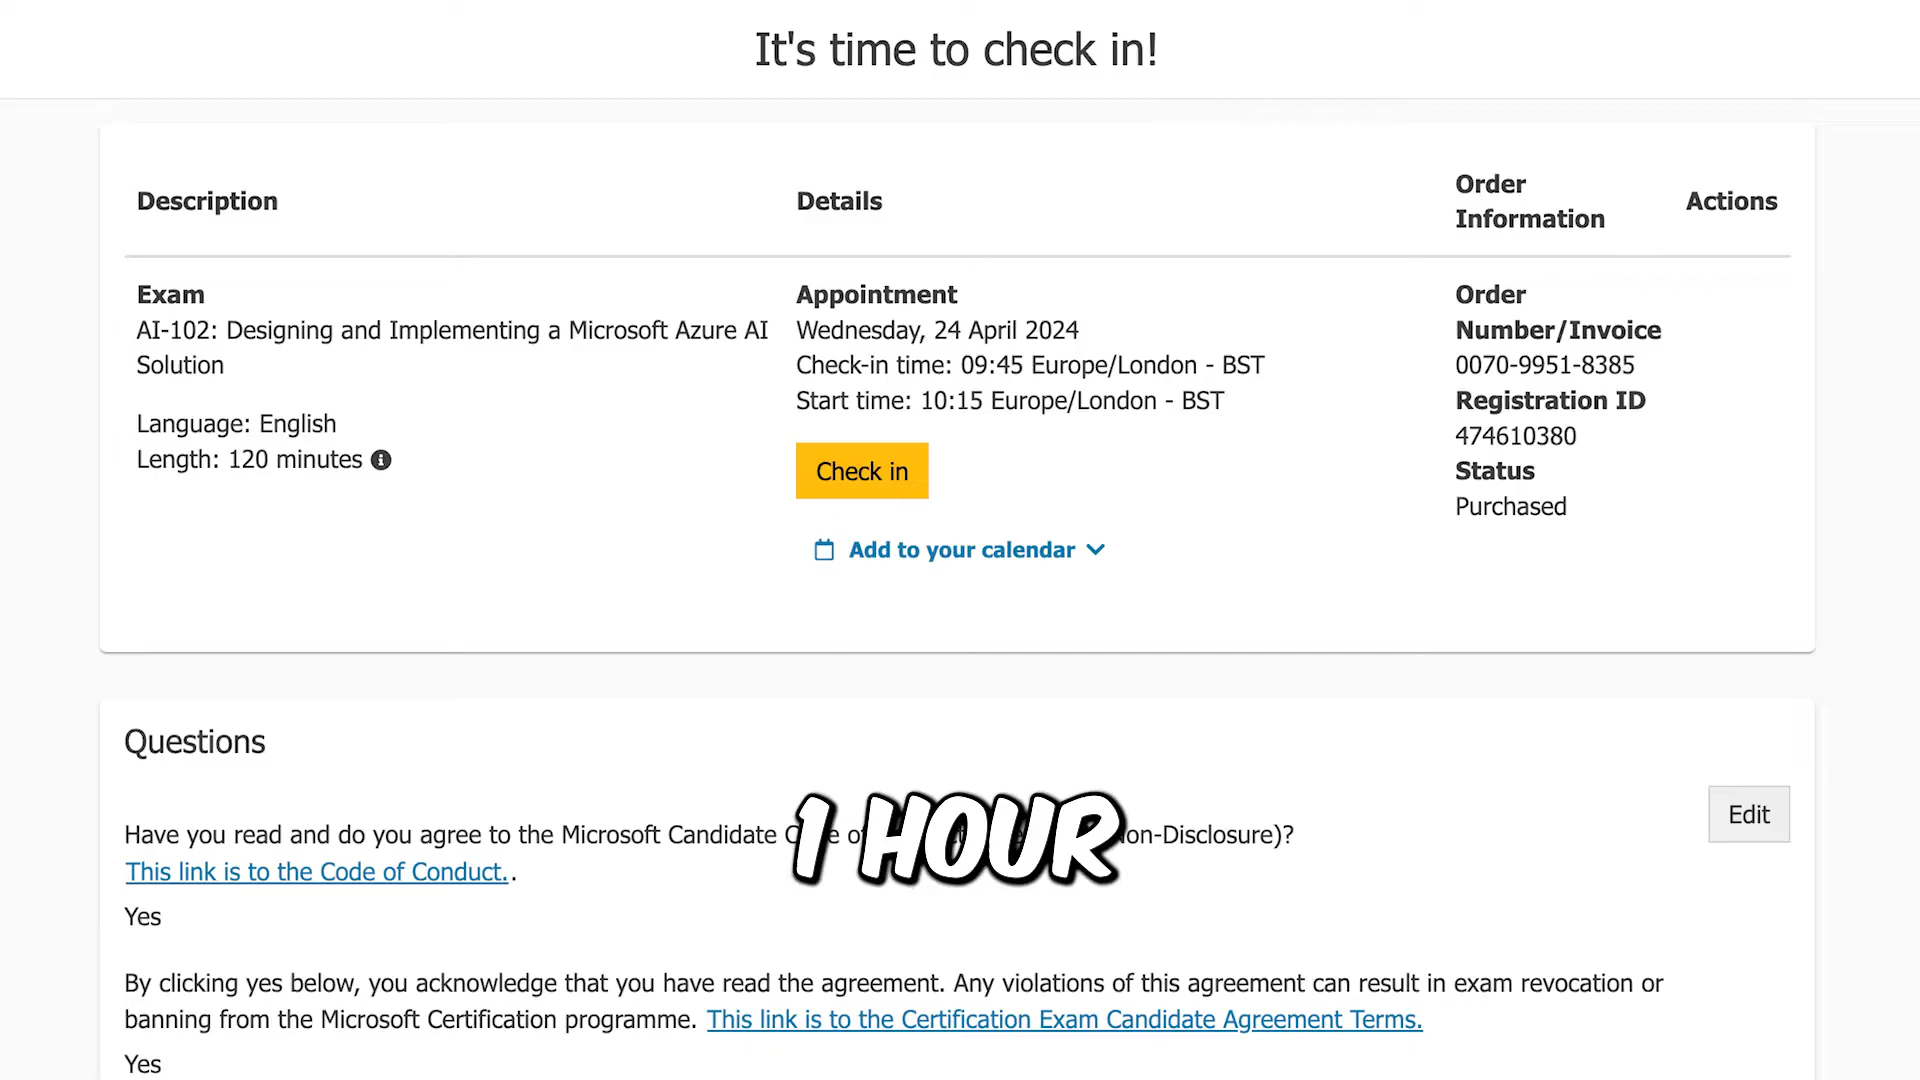 It's time to check in!
Description
Details
Order
Information
Actions
Exam
AI-102: Designing and Implementing a Microsoft Azure AI
Solution
Language: English
Length: 120 minutes
Appointment
Wednesday, 24 April 2024
Check-in time: 09:45 Europe/London - BST
Start time: 10:15 Europe/London - BST
Check in
Add to your calendar
Order
Number/Invoice
0070-9951-8385
Registration ID
474610380
Status
Purchased
Questions
Edit
Have you read and do you agree to the Microsoft Candidate
1 HOUR
This link is to the Code of Conduct..
Yes
By clicking yes below, you acknowledge that you have read the agreement. Any violations of this agreement can result in exam revocation or
banning from the Microsoft Certification programme. This link is to the Certification Exam Candidate Agreement Terms.
Yes